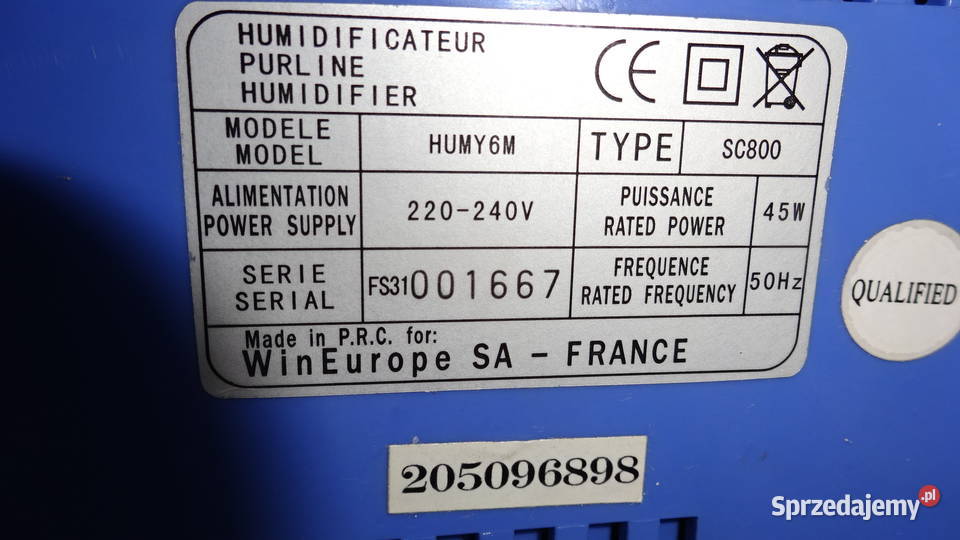 HUMIDIFICATEUR
PURLINE
HUMIDIFIER
CE
MODELE
MODEL
HUMY6M
TYPE
SC800
ALIMENTATION
POWER SUPPLY
220-240V
PUISSANCE
RATED POWER
45W
SERIE
SERIAL
FS31001667
FREQUENCE
RATED FREQUENCY
50Hz
Made in P.R.C. for:
WinEurope SA - FRANCE
QUALIFIED
205096898
Sprzedajemy.pl